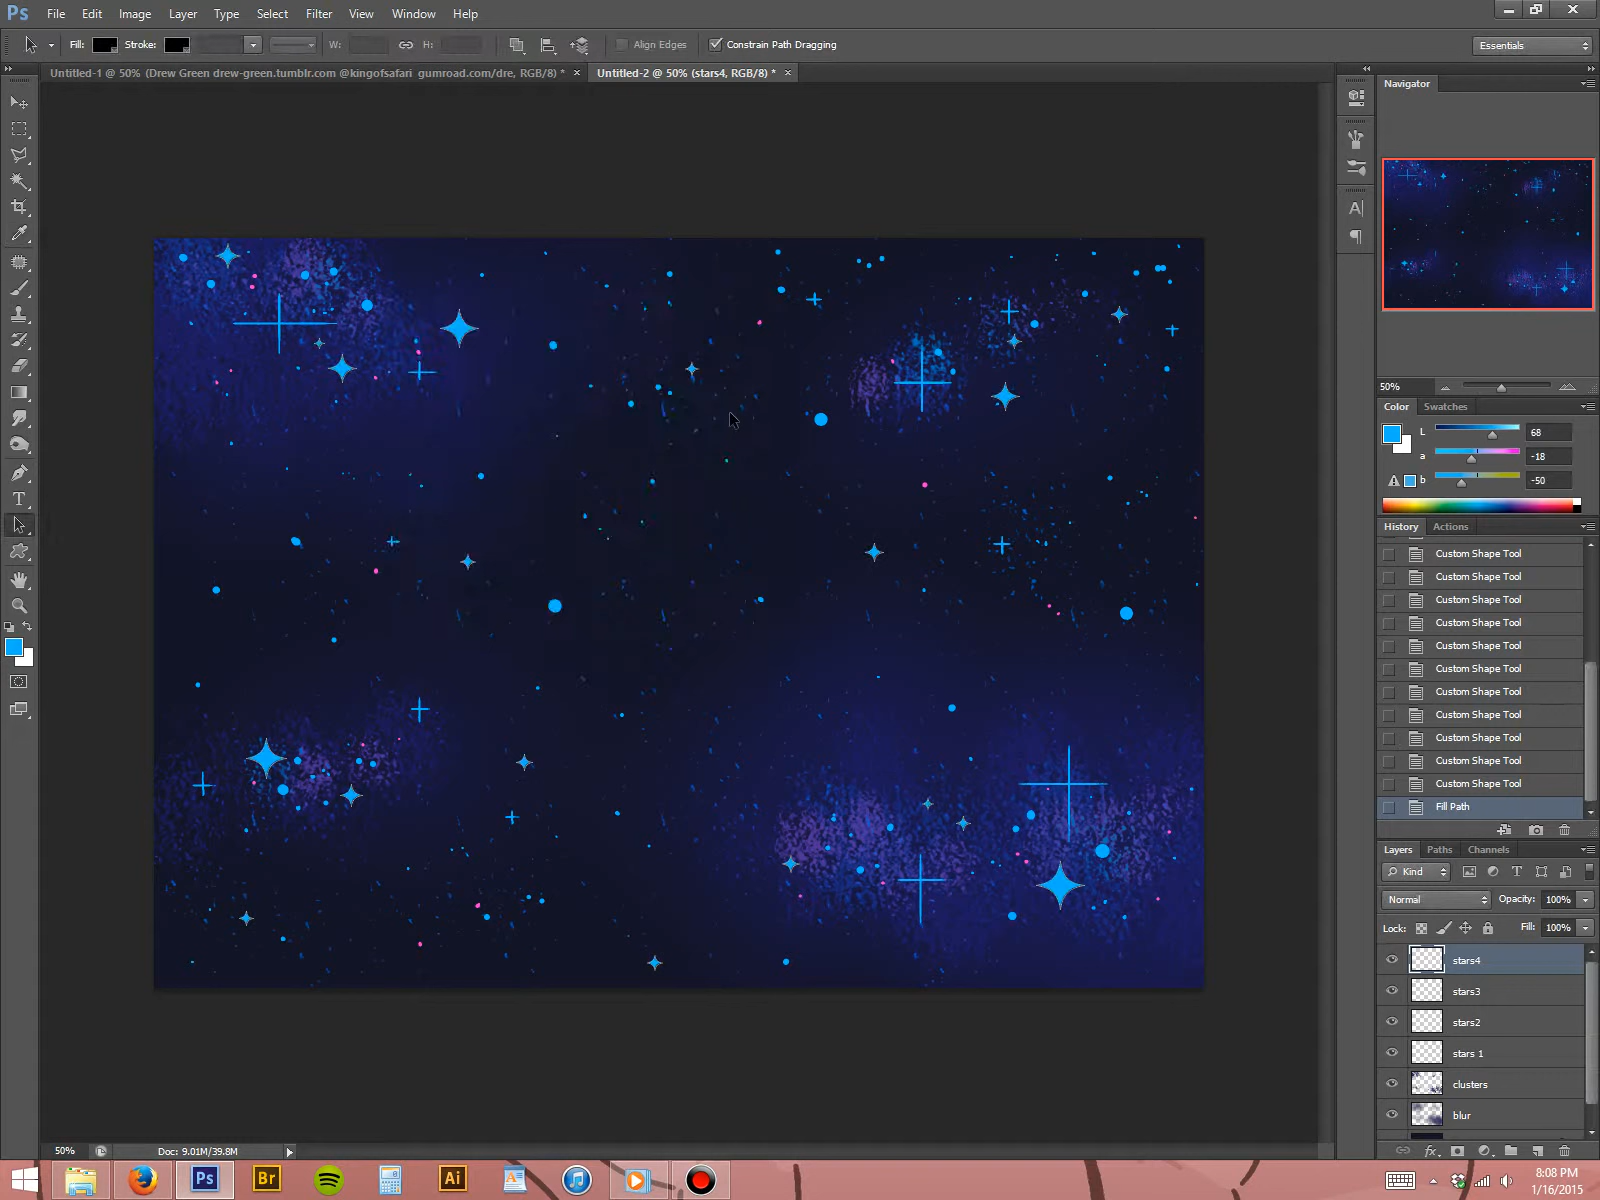 Ps File Edit Image Layer Type Select Filter View Window Help
Fill: Stroke: W: H: Align Edges Constrain Path Dragging Essentials
Untitled-1 @ 50% (Drew Green drew-green.tumblr.com @kingofsafari gumroad.com/dre, RGB/8) * × Untitled-2 @ 50% (stars4, RGB/8) * ×
Navigator
50%
Color Swatches
L 68
a -18
b -50
History Actions
Custom Shape Tool
Custom Shape Tool
Custom Shape Tool
Custom Shape Tool
Custom Shape Tool
Custom Shape Tool
Custom Shape Tool
Custom Shape Tool
Custom Shape Tool
Custom Shape Tool
Custom Shape Tool
Fill Path
Layers Paths Channels
Kind T
Normal Opacity: 100%
Lock: Fill: 100%
stars4
stars3
stars2
stars 1
clusters
blur
fx
T
A
50% Doc: 9.01M/39.8M
Ps Br Ai
8:08 PM
1/16/2015